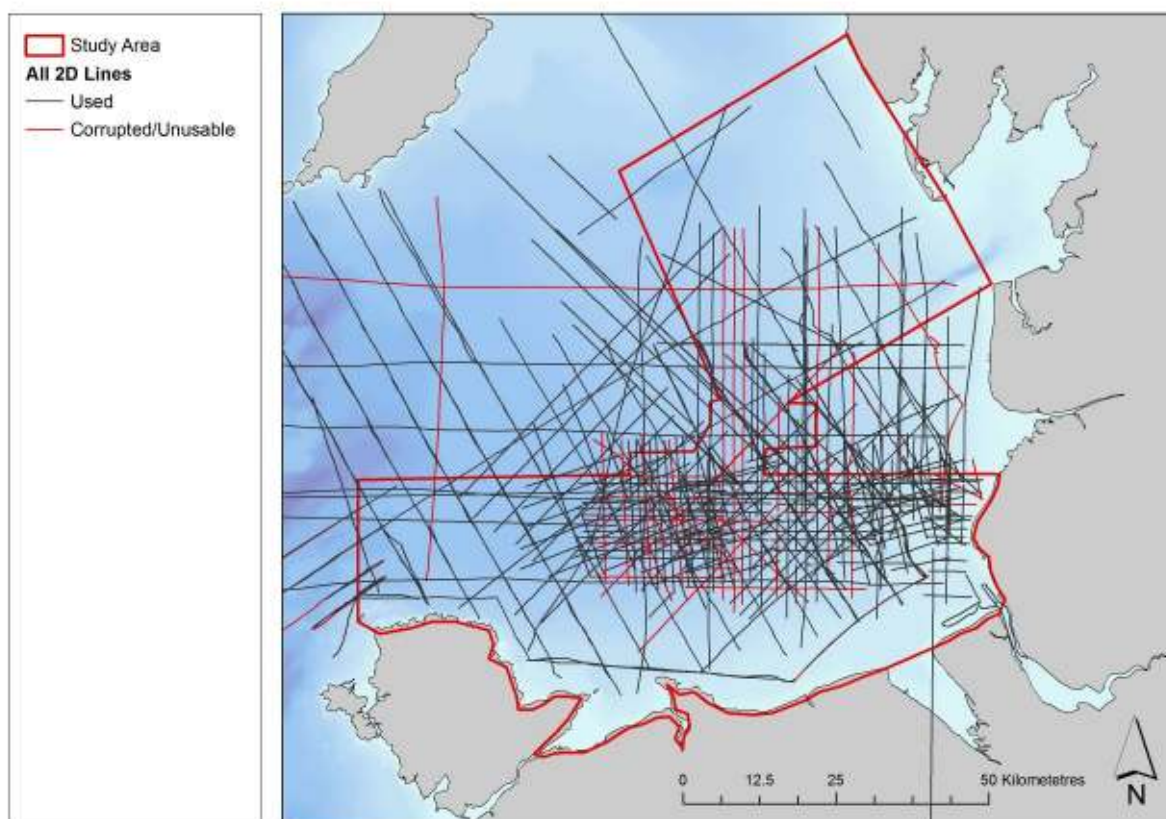 Study Area
All 2D Lines
Used
Corrupted/Unusable
0 12.5 25 50 Kilometetres
N